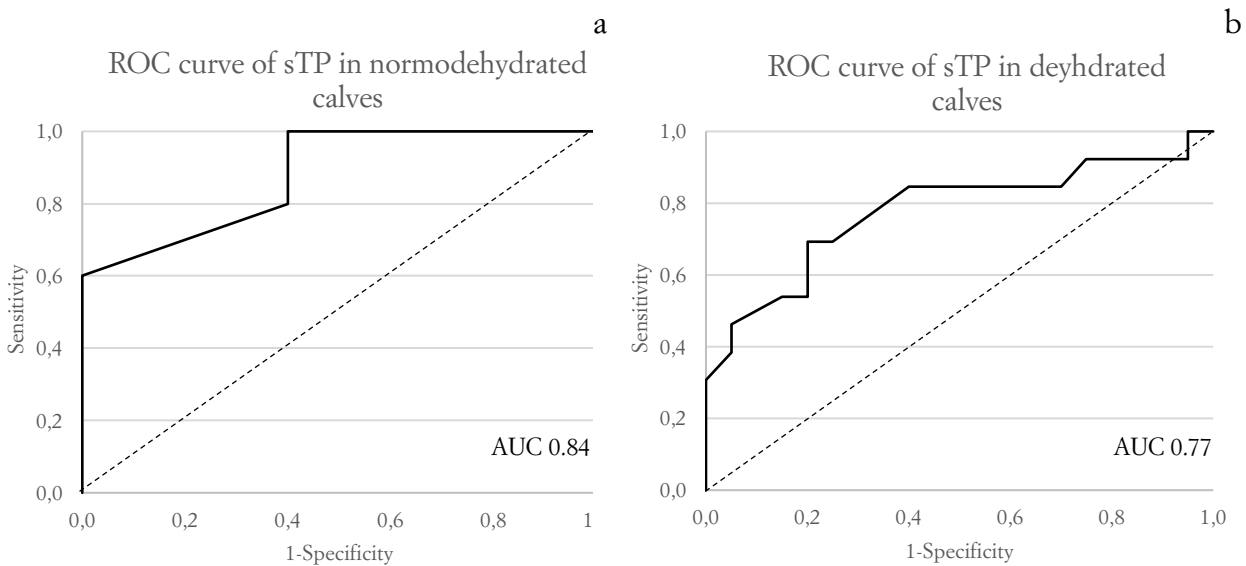 a
ROC curve of sTP in normodehydrated
calves
1,0
0,8
0,6
0,4
0,2
0,0
Sensitivity
0,0 0,2 0,4 0,6 0,8 1
1-Specificity
AUC 0.84
b
ROC curve of sTP in deyhdrated
calves
1,0
0,8
0,6
0,4
0,2
0,0
Sensitivity
0,0 0,2 0,4 0,6 0,8 1,0
1-Specificity
AUC 0.77